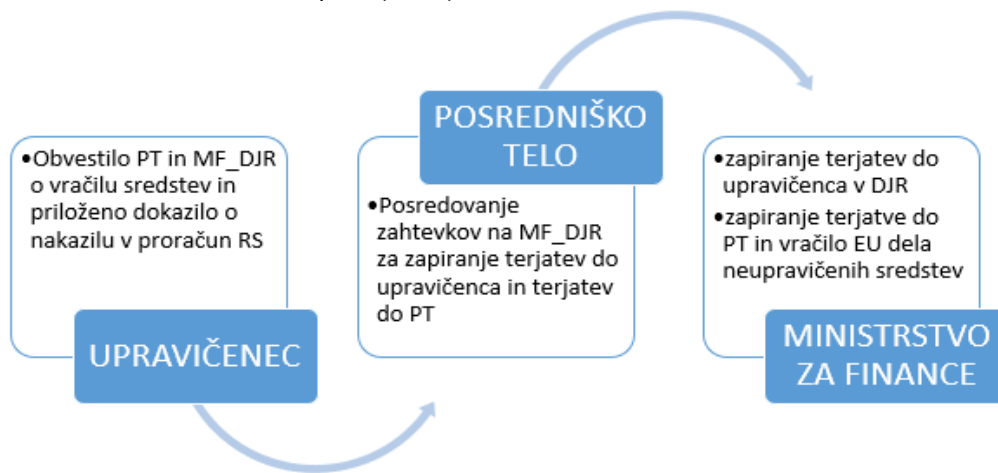 •Obvestilo PT in MF_DJR
o vračilu sredstev in
priloženo dokazilo o
nakazilu v proračun RS
UPRAVIČENEC
POSREDNIŠKO
TELO
•Posredovanje
zahtevkov na MF_DJR
za zapiranje terjatev do
upravičenca in terjatev
do PT
•zapiranje terjatev do
upravičenca v DJR
•zapiranje terjatve do
PT in vračilo EU dela
neupravičenih sredstev
MINISTRSTVO
ZA FINANCE